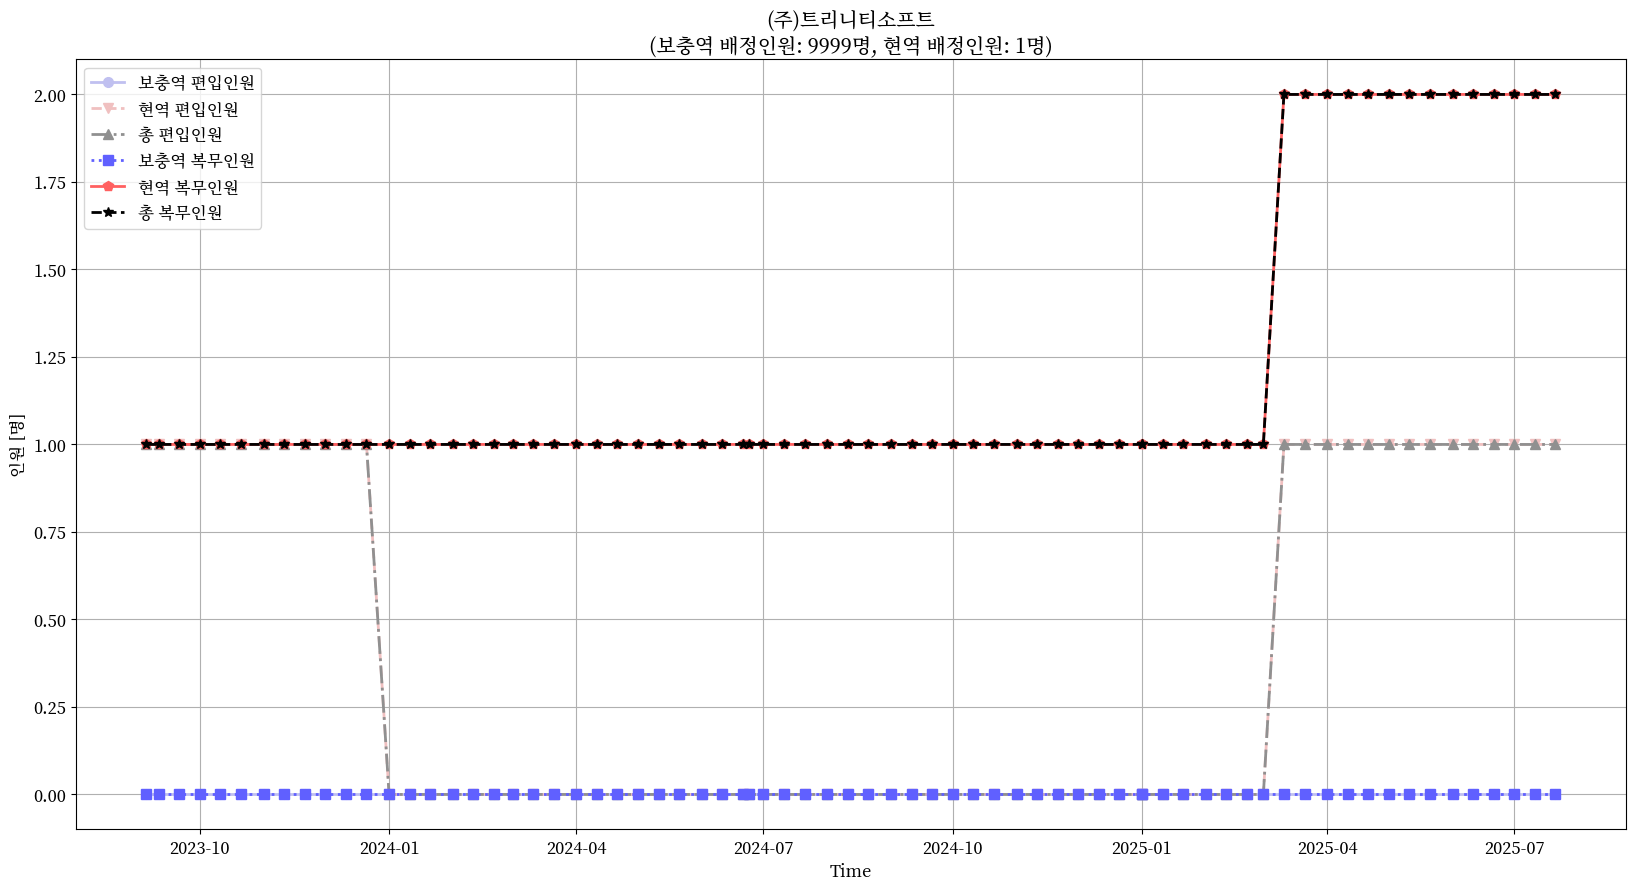 (주)트리니티소프트
(보충역 배정인원: 9999명, 현역 배정인원: 1명)
보충역 편입인원
현역 편입인원
총 편입인원
보충역 복무인원
현역 복무인원
총 복무인원
2.00
1.75
1.50
1.25
1.00
0.75
0.50
0.25
0.00
인원 [명]
2023-10
2024-01
2024-04
2024-07
2024-10
2025-01
2025-04
2025-07
Time